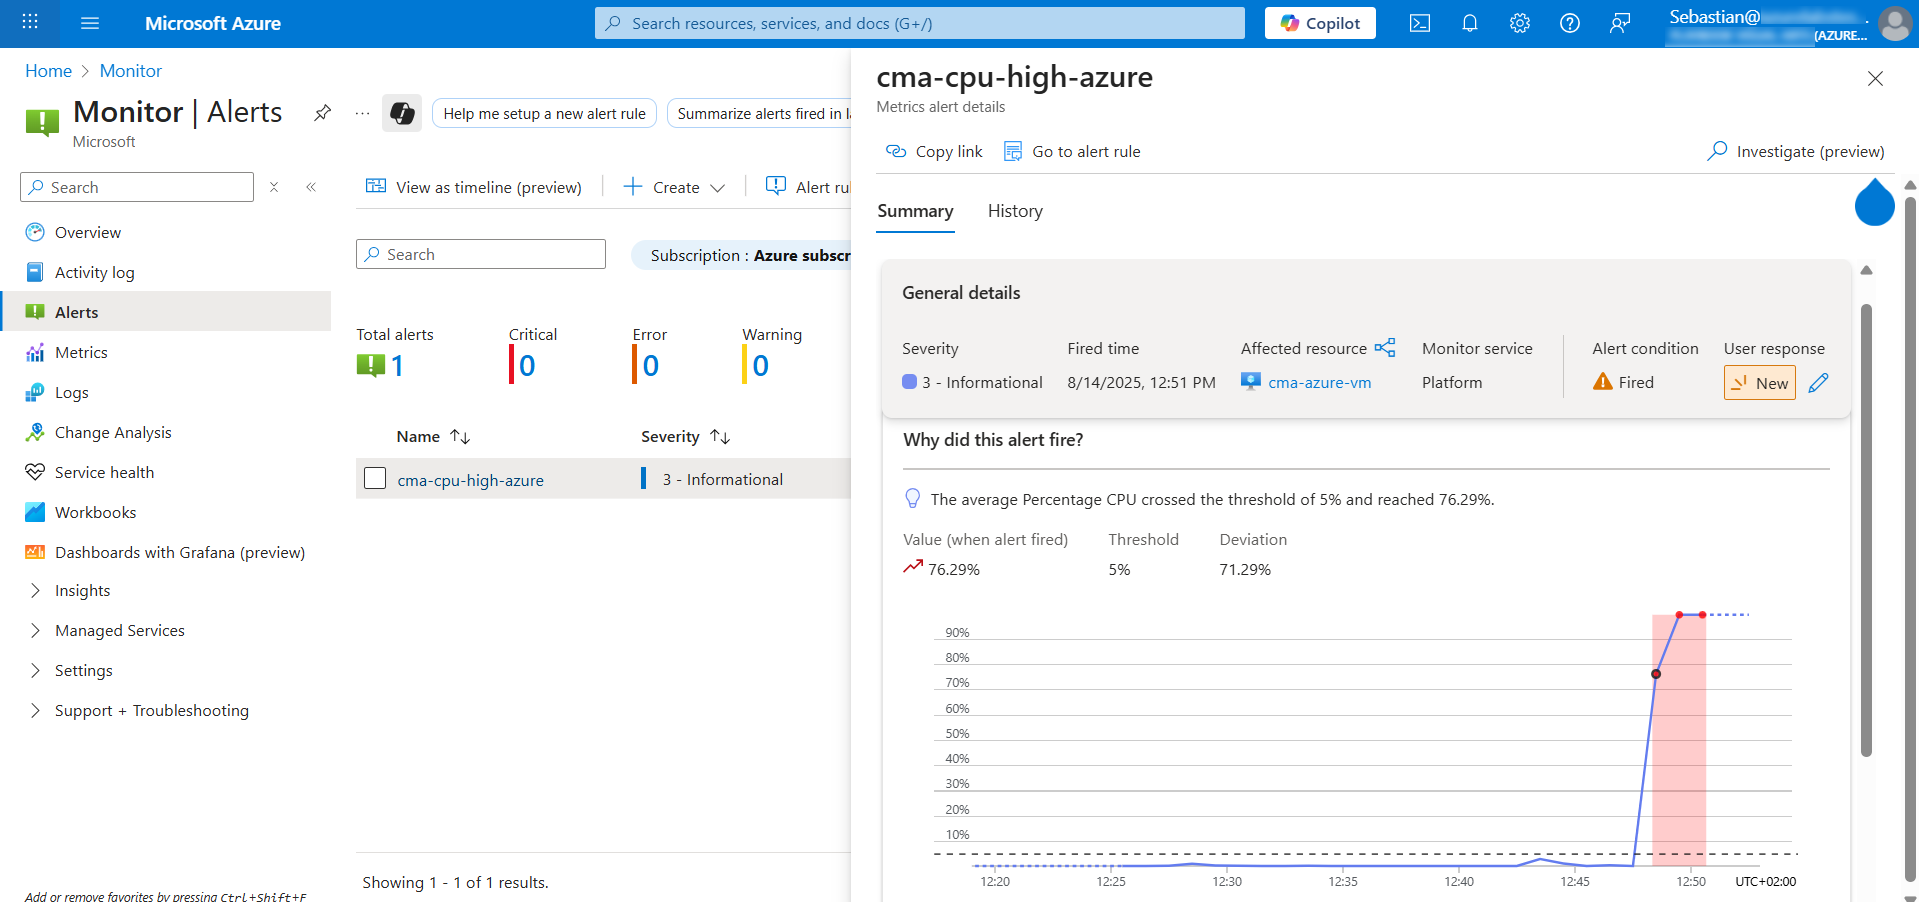 Microsoft Azure
Search resources, services, and docs (G+/)
Copilot
Sebastian@
(AZURE...
Home > Monitor
Monitor | Alerts
Microsoft
...
Help me setup a new alert rule
Summarize alerts fired in l
Search
Overview
Activity log
Alerts
Metrics
Logs
Change Analysis
Service health
Workbooks
Dashboards with Grafana (preview)
Insights
Managed Services
Settings
Support + Troubleshooting
Add or remove favorites by pressing Ctrl+Shift+F
View as timeline (preview)
Create
Alert ru
Search
Subscription : Azure subscr
Total alerts
1
Critical
0
Error
0
Warning
0
Name
Severity
cma-cpu-high-azure
3 - Informational
Showing 1 - 1 of 1 results.
cma-cpu-high-azure
Metrics alert details
Copy link
Go to alert rule
Investigate (preview)
Summary
History
General details
Severity
3 - Informational
Fired time
8/14/2025, 12:51 PM
Affected resource
cma-azure-vm
Monitor service
Platform
Alert condition
Fired
User response
New
Why did this alert fire?
The average Percentage CPU crossed the threshold of 5% and reached 76.29%.
Value (when alert fired)
76.29%
Threshold
5%
Deviation
71.29%
90%
80%
70%
60%
50%
40%
30%
20%
10%
12:20
12:25
12:30
12:35
12:40
12:45
12:50
UTC+02:00